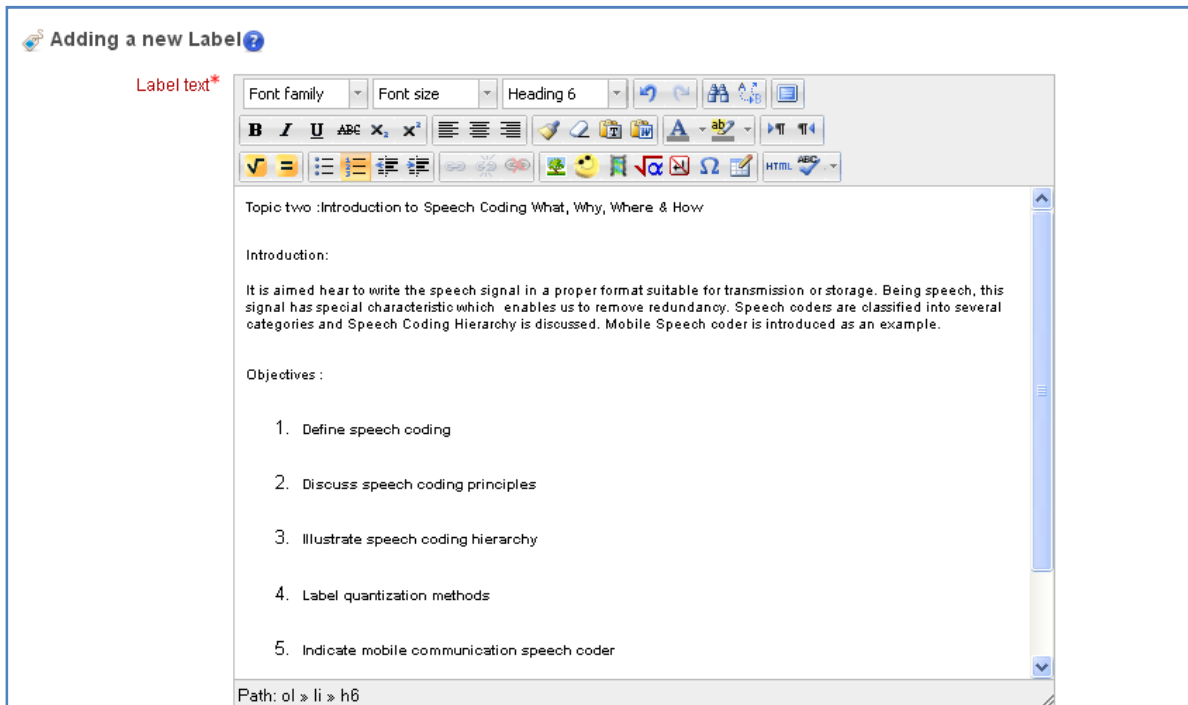 Adding a new Label
Label text*
Font family Font size Heading 6
B I U ABC X₂ X²
HTML ABC
Topic two :Introduction to Speech Coding What, Why, Where & How
Introduction:
It is aimed hear to write the speech signal in a proper format suitable for transmission or storage. Being speech, this
signal has special characteristic which enables us to remove redundancy. Speech coders are classified into several
categories and Speech Coding Hierarchy is discussed. Mobile Speech coder is introduced as an example.
Objectives :
1. Define speech coding
2. Discuss speech coding principles
3. Illustrate speech coding hierarchy
4. Label quantization methods
5. Indicate mobile communication speech coder
Path: ol » li » h6